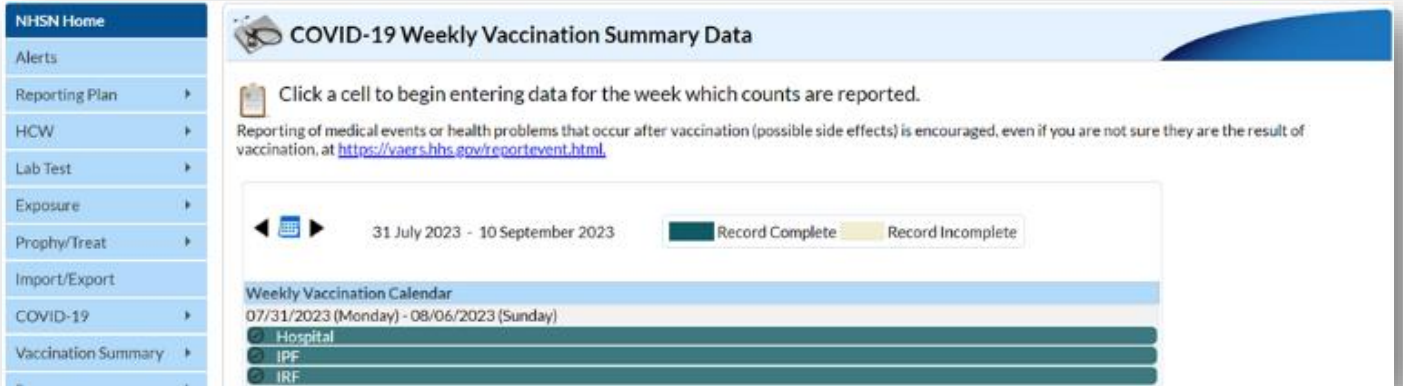 NHSN Home
Alerts
Reporting Plan
HCW
Lab Test
Exposure
Prophy/Treat
Import/Export
COVID-19
Vaccination Summary
COVID-19 Weekly Vaccination Summary Data
Click a cell to begin entering data for the week which counts are reported.
Reporting of medical events or health problems that occur after vaccination (possible side effects) is encouraged, even if you are not sure they are the result of
vaccination, at https://vaers.hhs.gov/reportevent.html.
31 July 2023 - 10 September 2023
Record Complete
Record Incomplete
Weekly Vaccination Calendar
07/31/2023 (Monday) - 08/06/2023 (Sunday)
Hospital
IPF
IRF